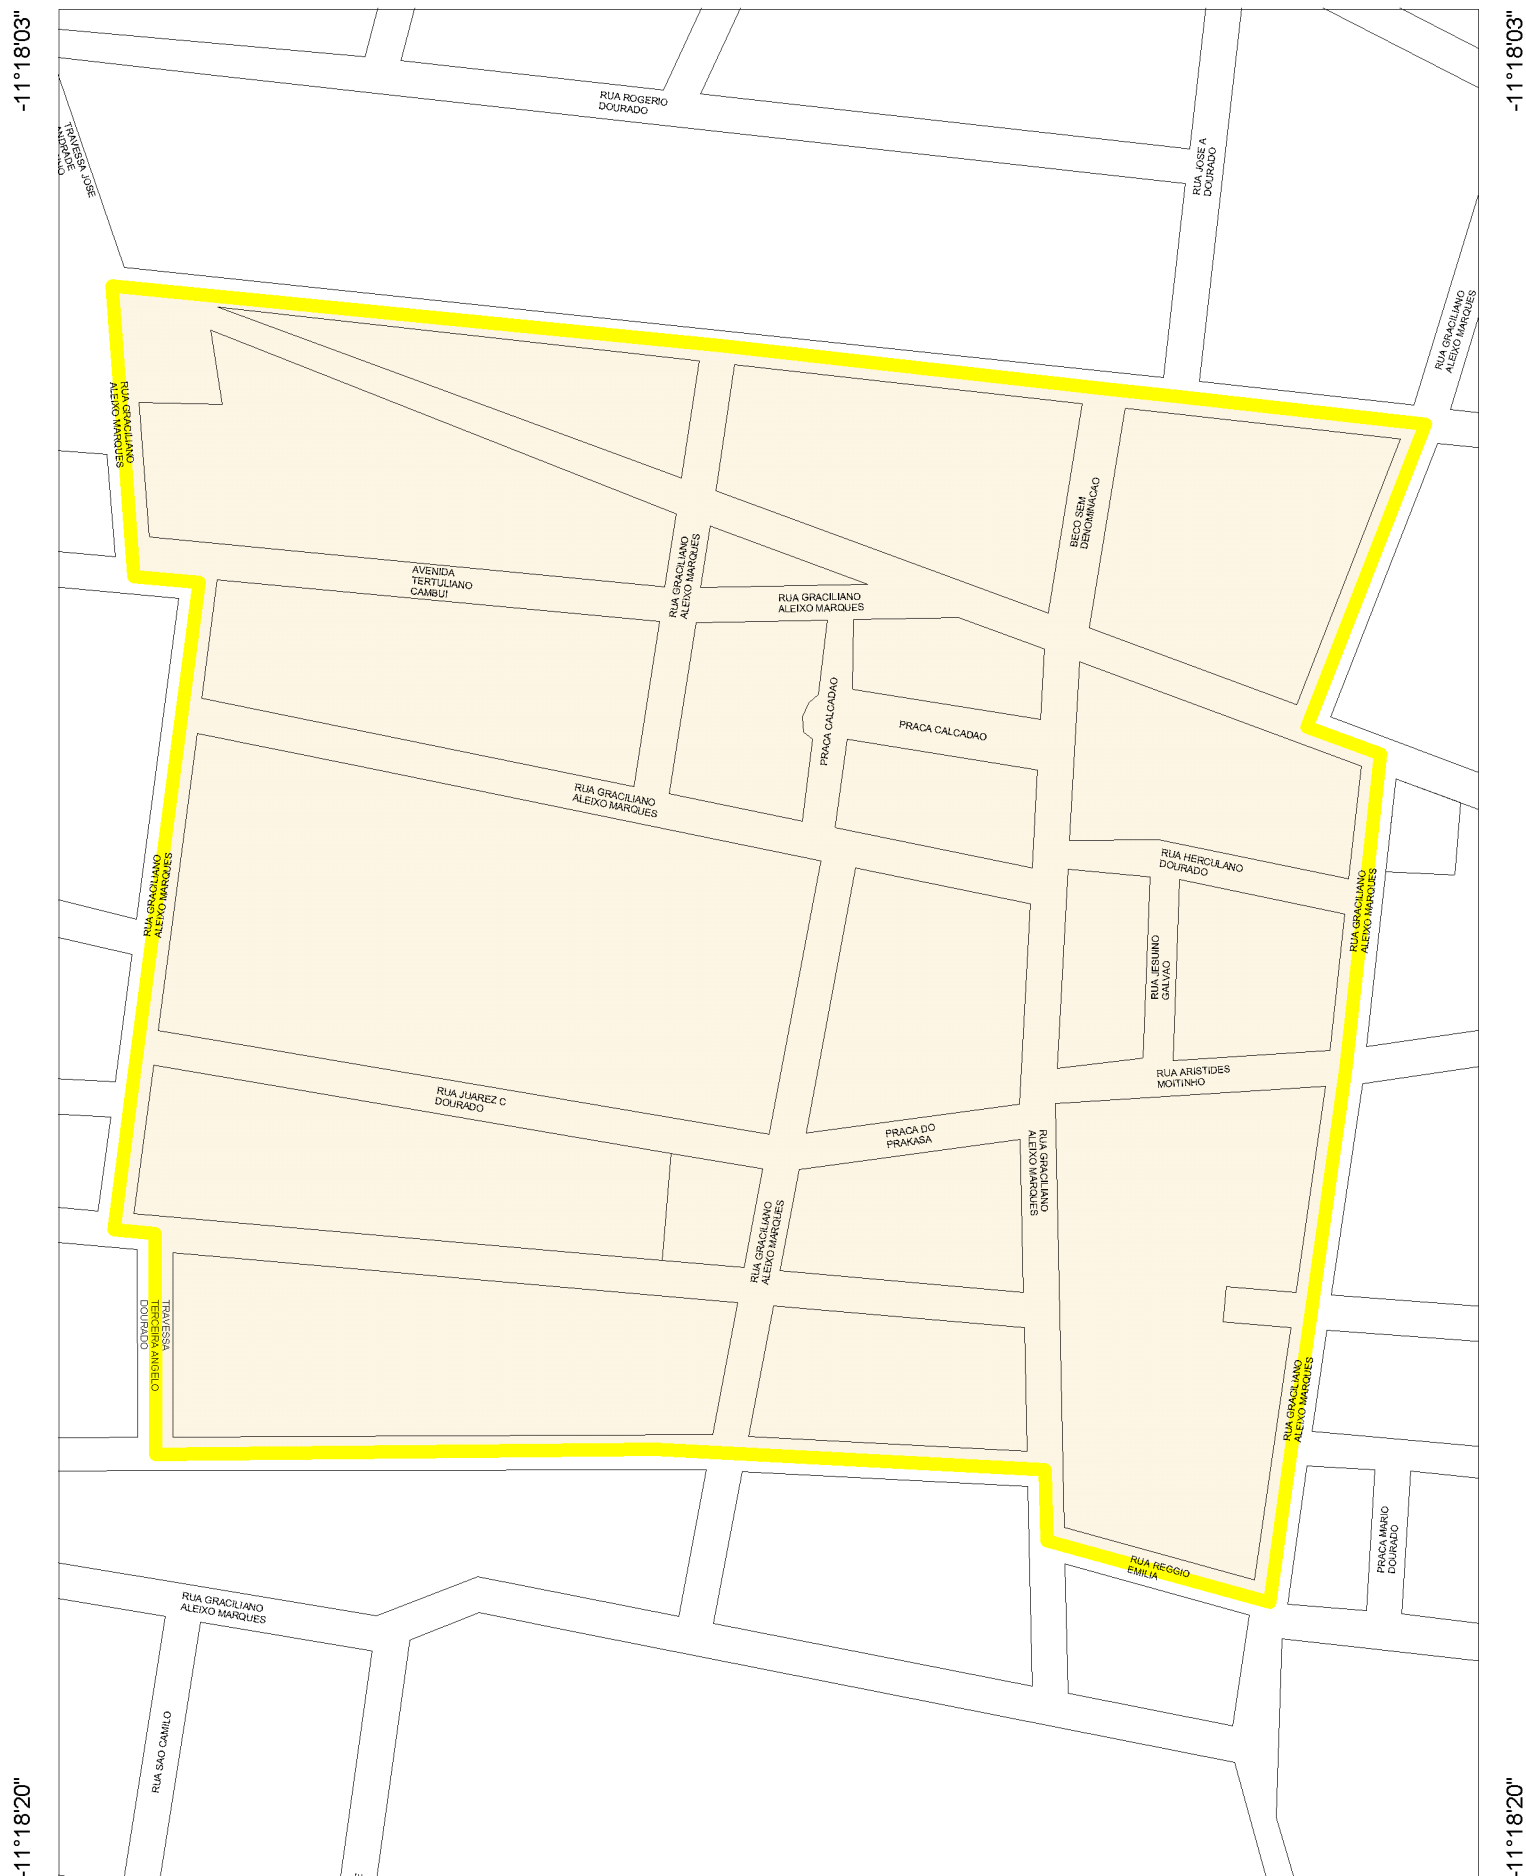 -11°18'03"
-11°18'03"
RUA ROGERIO
DOURADO
TRAVESSA JOSE
ANDRADE
RUA JOSE A
DOURADO
RUA GRACILIANO
ALEIXO MARQUES
RUA GRACILIANO
ALEIXO MARQUES
BECO SEM
DENOMINACAO
AVENIDA
TERTULIANO
CAMBUI
RUA GRACILIANO
ALEIXO MARQUES
RUA GRACILIANO
ALEIXO MARQUES
PRACA CALCADAO
PRACA CALCADAO
RUA GRACILIANO
ALEIXO MARQUES
RUA HERCULANO
DOURADO
RUA GRACILIANO
ALEIXO MARQUES
RUA GRACILIANO
ALEIXO MARQUES
RUA JESUINO
GALVAO
RUA ARISTIDES
MOITINHO
RUA JUAREZ C
DOURADO
PRACA DO
PRAKASA
RUA GRACILIANO
ALEIXO MARQUES
RUA GRACILIANO
ALEIXO MARQUES
TRAVESSA
TERCEIRA ANGELO
DOURADO
RUA GRACILIANO
ALEIXO MARQUES
PRACA MARIO
DOURADO
RUA REGGIO
EMILIA
RUA GRACILIANO
ALEIXO MARQUES
RUA SAO CAMILO
-11°18'20"
-11°18'20"